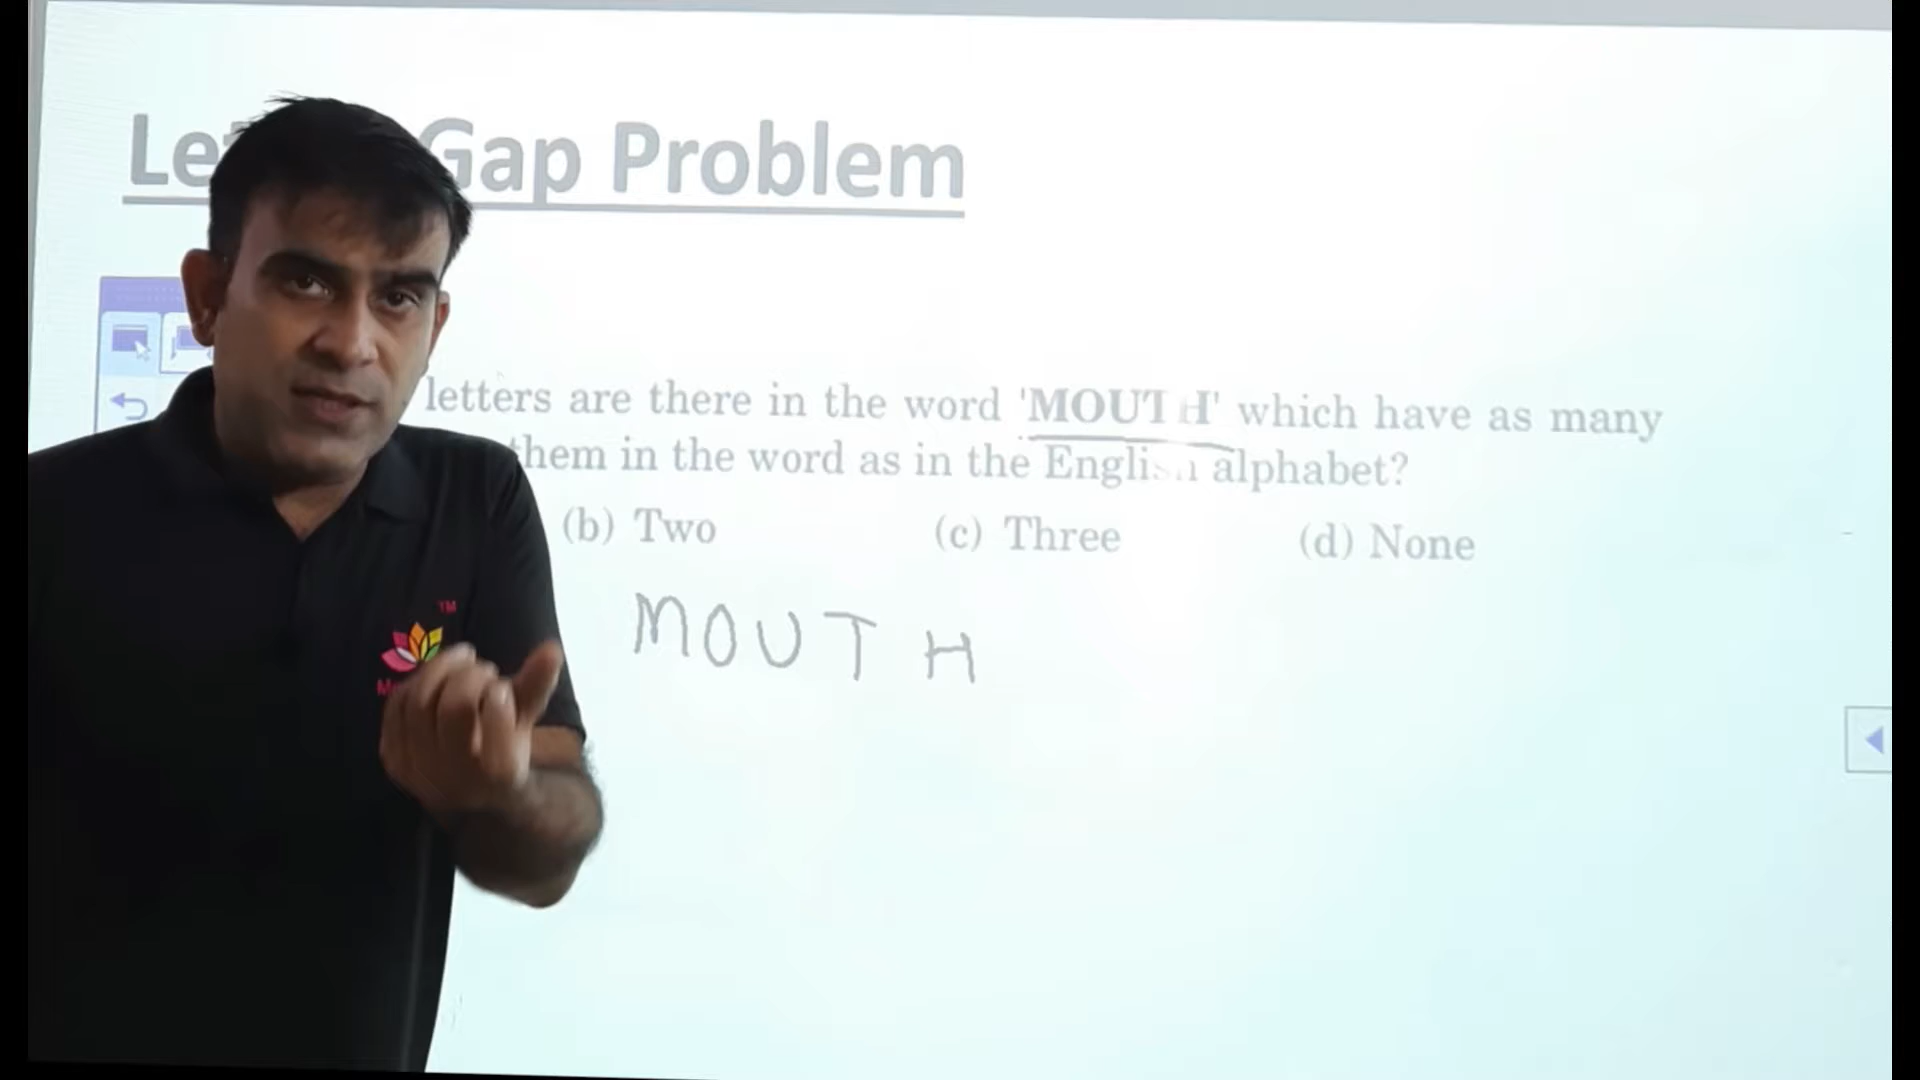 Gap Problem
letters are there in the word 'MOUTH' which have as many
them in the word as in the English alphabet?
(b) Two (c) Three (d) None
MOUTH
TM